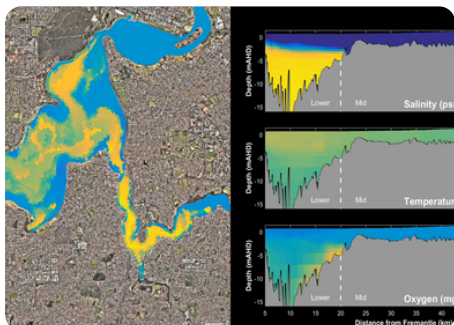 0
-5
-10
-15
Depth (mAHD)
Salinity (psu
0
-5
-10
-15
Depth (mAHD)
Lower
Mid
Temperatur
0
-5
-10
-15
Depth (mAHD)
Lower
Mid
Oxygen (mg
5 10 15 20 25 30 35 40
Distance from Fremantle (km)